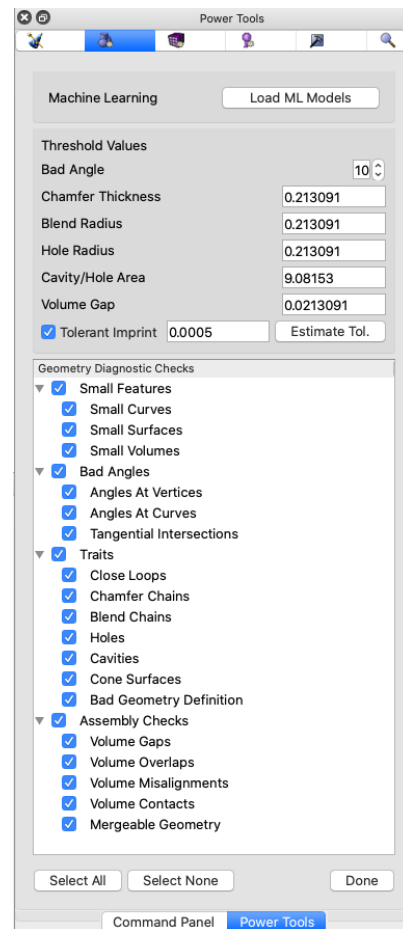 Power Tools
Machine Learning Load ML Models
Threshold Values
Bad Angle 10
Chamfer Thickness 0.213091
Blend Radius 0.213091
Hole Radius 0.213091
Cavity/Hole Area 9.08153
Volume Gap 0.0213091
Tolerant Imprint 0.0005 Estimate Tol.
Geometry Diagnostic Checks
Small Features
Small Curves
Small Surfaces
Small Volumes
Bad Angles
Angles At Vertices
Angles At Curves
Tangential Intersections
Traits
Close Loops
Chamfer Chains
Blend Chains
Holes
Cavities
Cone Surfaces
Bad Geometry Definition
Assembly Checks
Volume Gaps
Volume Overlaps
Volume Misalignments
Volume Contacts
Mergeable Geometry
Select All Select None Done
Command Panel Power Tools